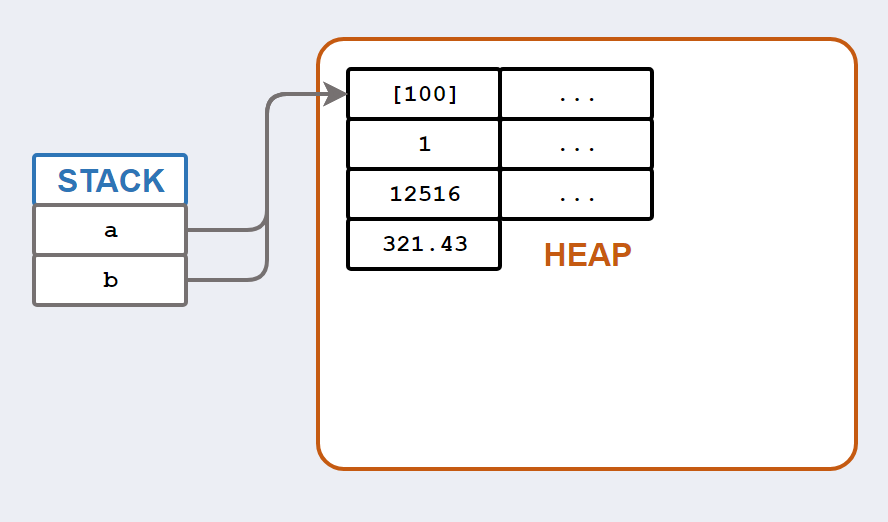 STACK
a
b
[100] ...
1 ...
12516 ...
321.43
HEAP